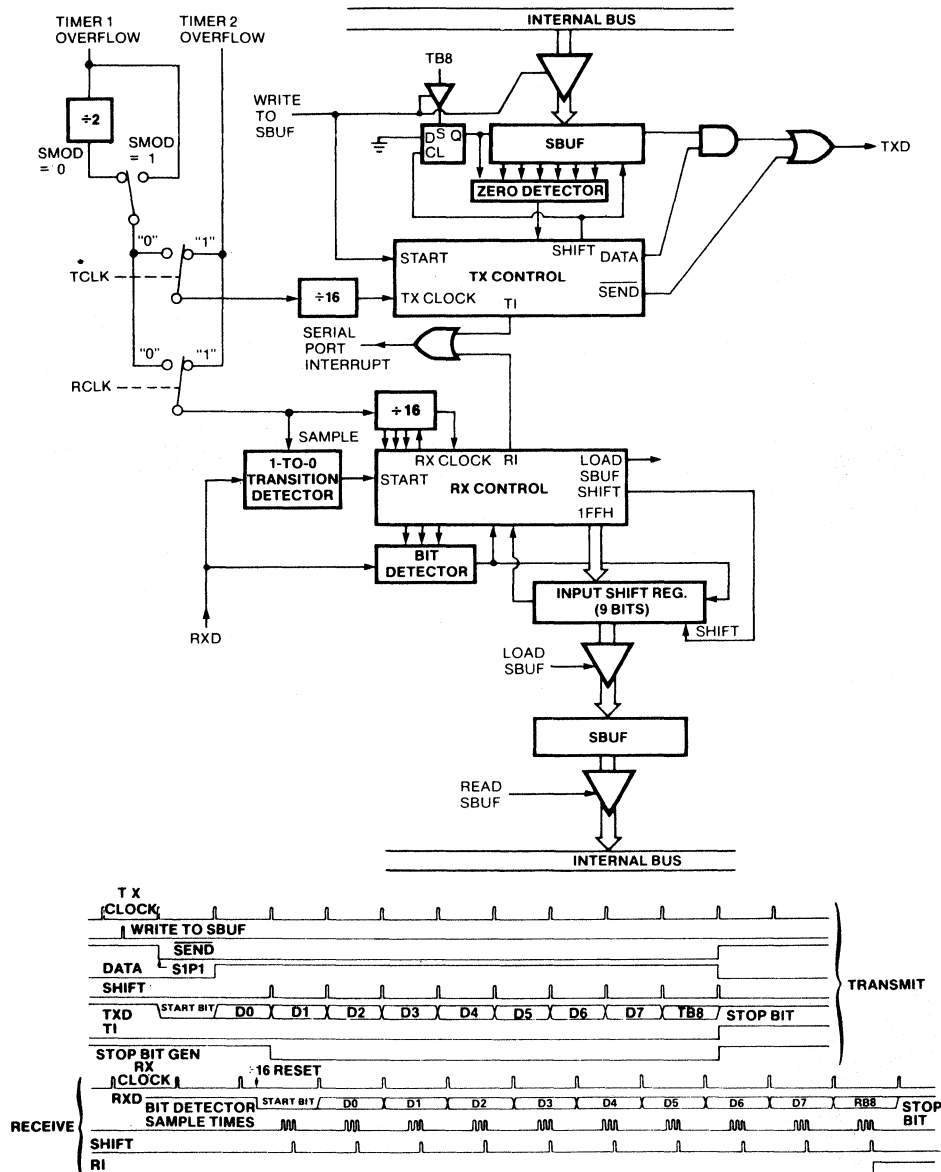 INTERNAL BUS
TIMER 1
OVERFLOW
TIMER 2
OVERFLOW
TB8
WRITE
TO
SBUF
÷2
SMOD
= 0
SMOD
= 1
D S Q
CL
SBUF
TXD
ZERO DETECTOR
"0"
"1"
TCLK
START
SHIFT
DATA
TX CONTROL
TX CLOCK
TI
SEND
÷16
SERIAL
PORT
INTERRUPT
"0"
"1"
RCLK
÷16
SAMPLE
1-TO-0
TRANSITION
DETECTOR
START
RX CLOCK
RI
LOAD
SBUF
RX CONTROL
SHIFT
1FFH
BIT
DETECTOR
INPUT SHIFT REG.
(9 BITS)
RXD
SHIFT
LOAD
SBUF
SBUF
READ
SBUF
INTERNAL BUS
T X
CLOCK
WRITE TO SBUF
SEND
DATA
S1P1
SHIFT
TRANSMIT
TXD
START BIT
D0
D1
D2
D3
D4
D5
D6
D7
TB8
STOP BIT
TI
STOP BIT GEN
RX
CLOCK
÷16 RESET
RXD
START BIT
D0
D1
D2
D3
D4
D5
D6
D7
RB8
STOP
BIT
BIT DETECTOR
SAMPLE TIMES
RECEIVE
SHIFT
RI